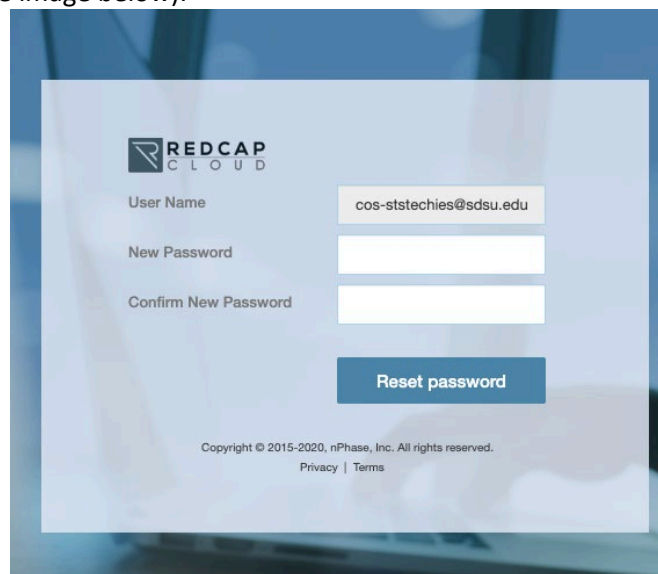 REDCAP
CLOUD
User Name
cos-ststechies@sdsu.edu
New Password
Confirm New Password
Reset password
Copyright © 2015-2020, nPhase, Inc. All rights reserved.
Privacy | Terms